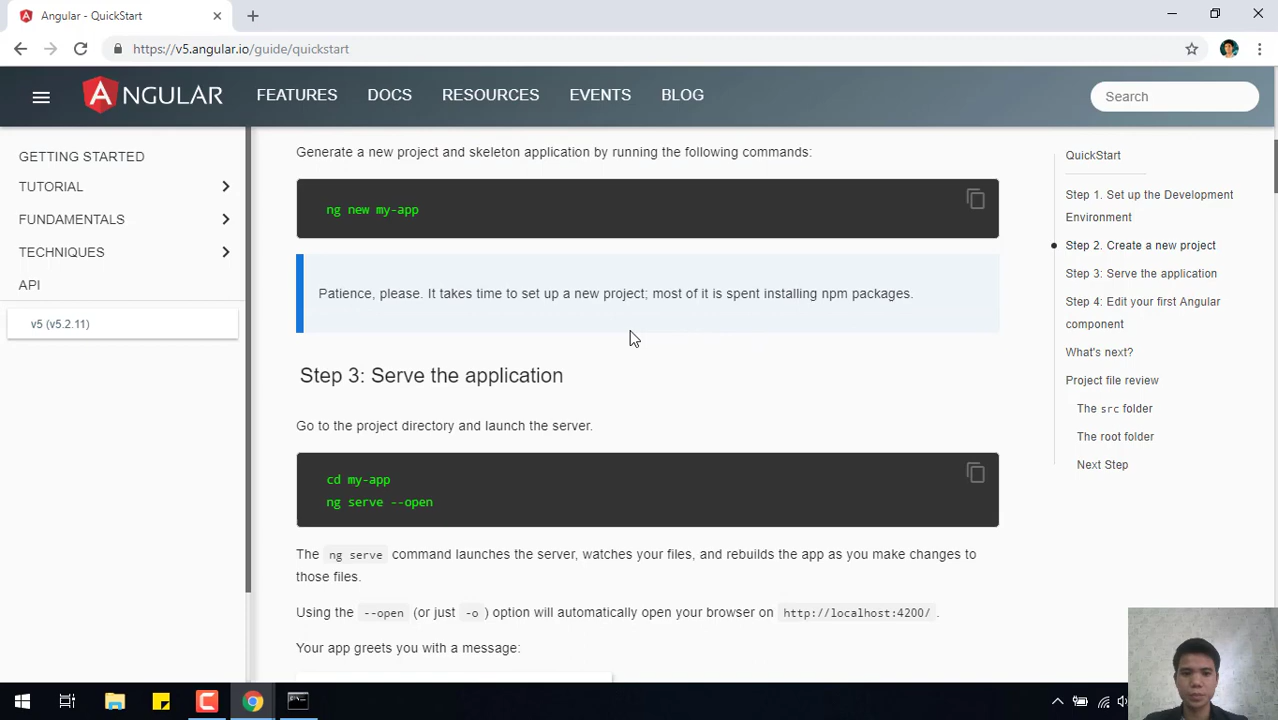 Angular - QuickStart
https://v5.angular.io/guide/quickstart
ANGULAR
FEATURES
DOCS
RESOURCES
EVENTS
BLOG
Search
GETTING STARTED
TUTORIAL
FUNDAMENTALS
TECHNIQUES
API
v5 (v5.2.11)
Generate a new project and skeleton application by running the following commands:
ng new my-app
Patience, please. It takes time to set up a new project; most of it is spent installing npm packages.
Step 3: Serve the application
Go to the project directory and launch the server.
cd my-app
ng serve --open
The ng serve command launches the server, watches your files, and rebuilds the app as you make changes to
those files.
Using the --open (or just -o ) option will automatically open your browser on http://localhost:4200/ .
Your app greets you with a message:
QuickStart
Step 1. Set up the Development
Environment
Step 2. Create a new project
Step 3: Serve the application
Step 4: Edit your first Angular
component
What's next?
Project file review
The src folder
The root folder
Next Step